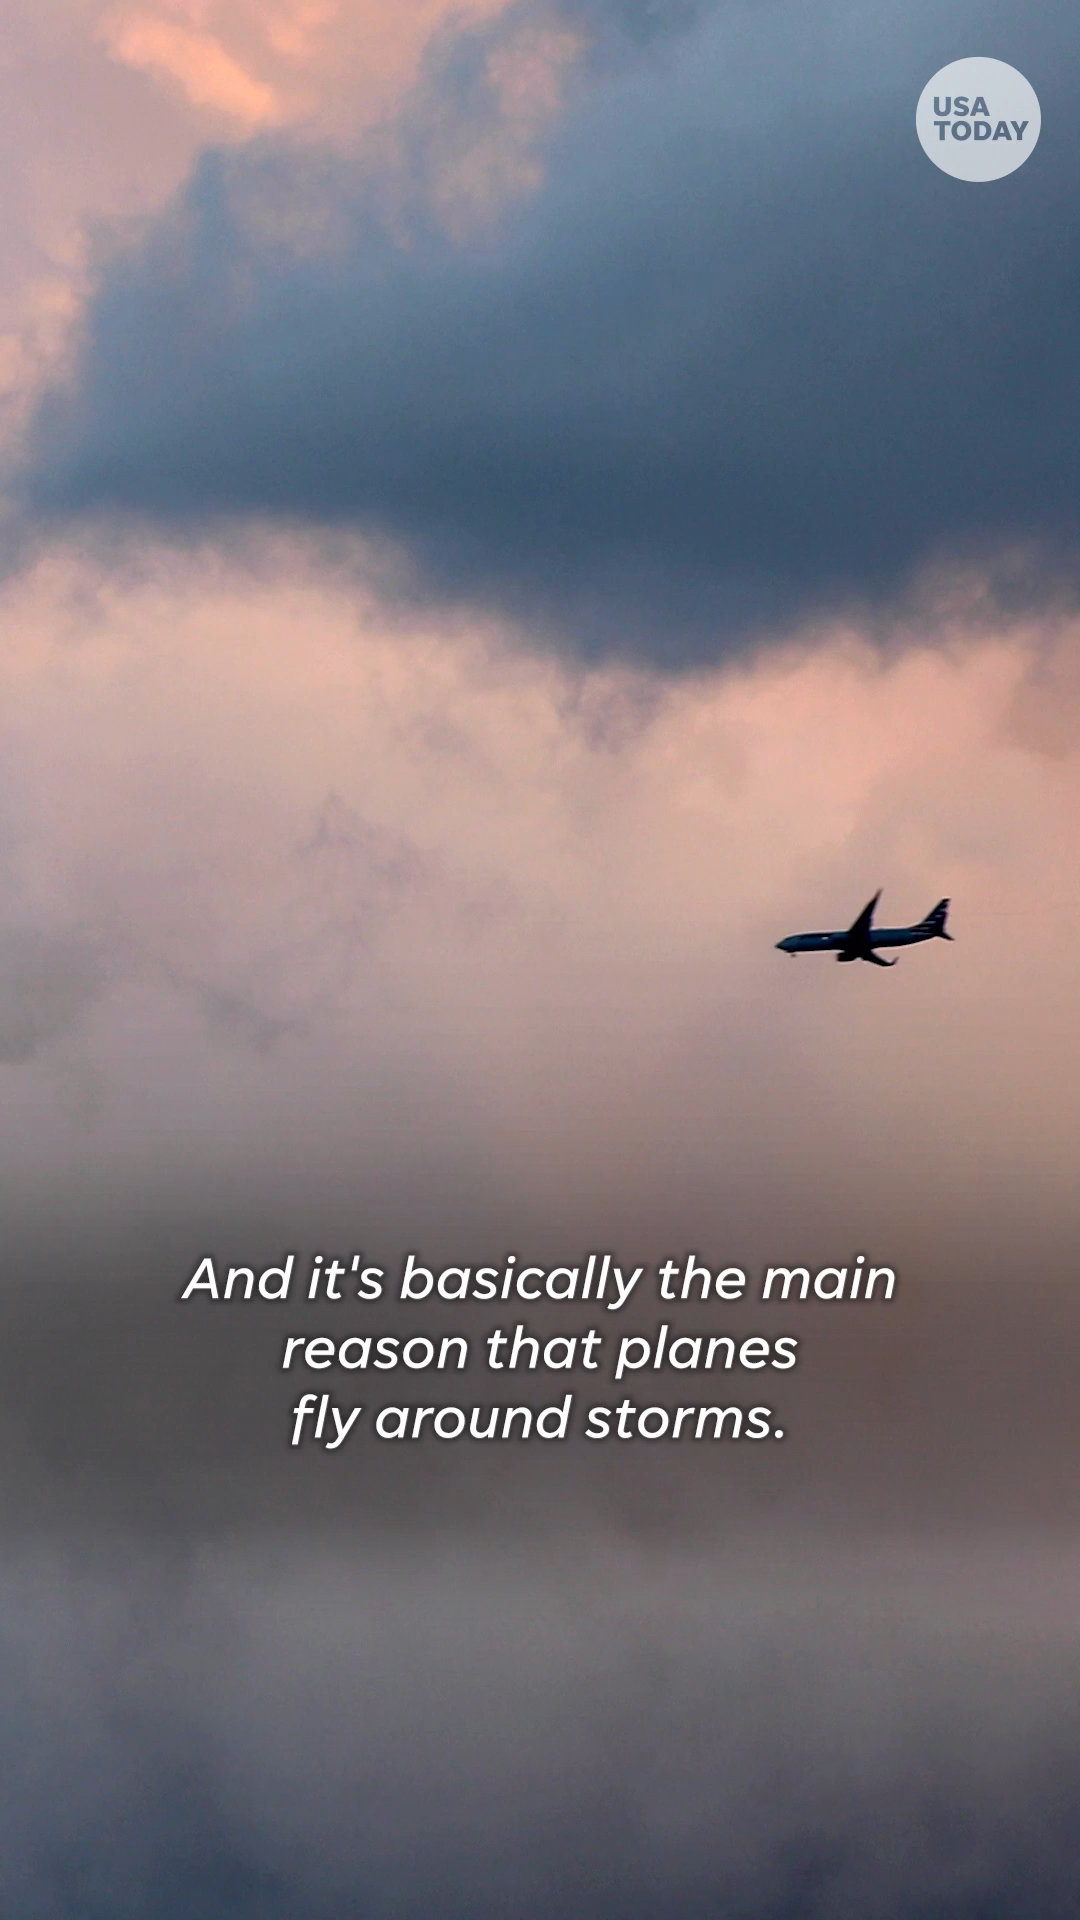 USA
TODAY
And it's basically the main
reason that planes
fly around storms.